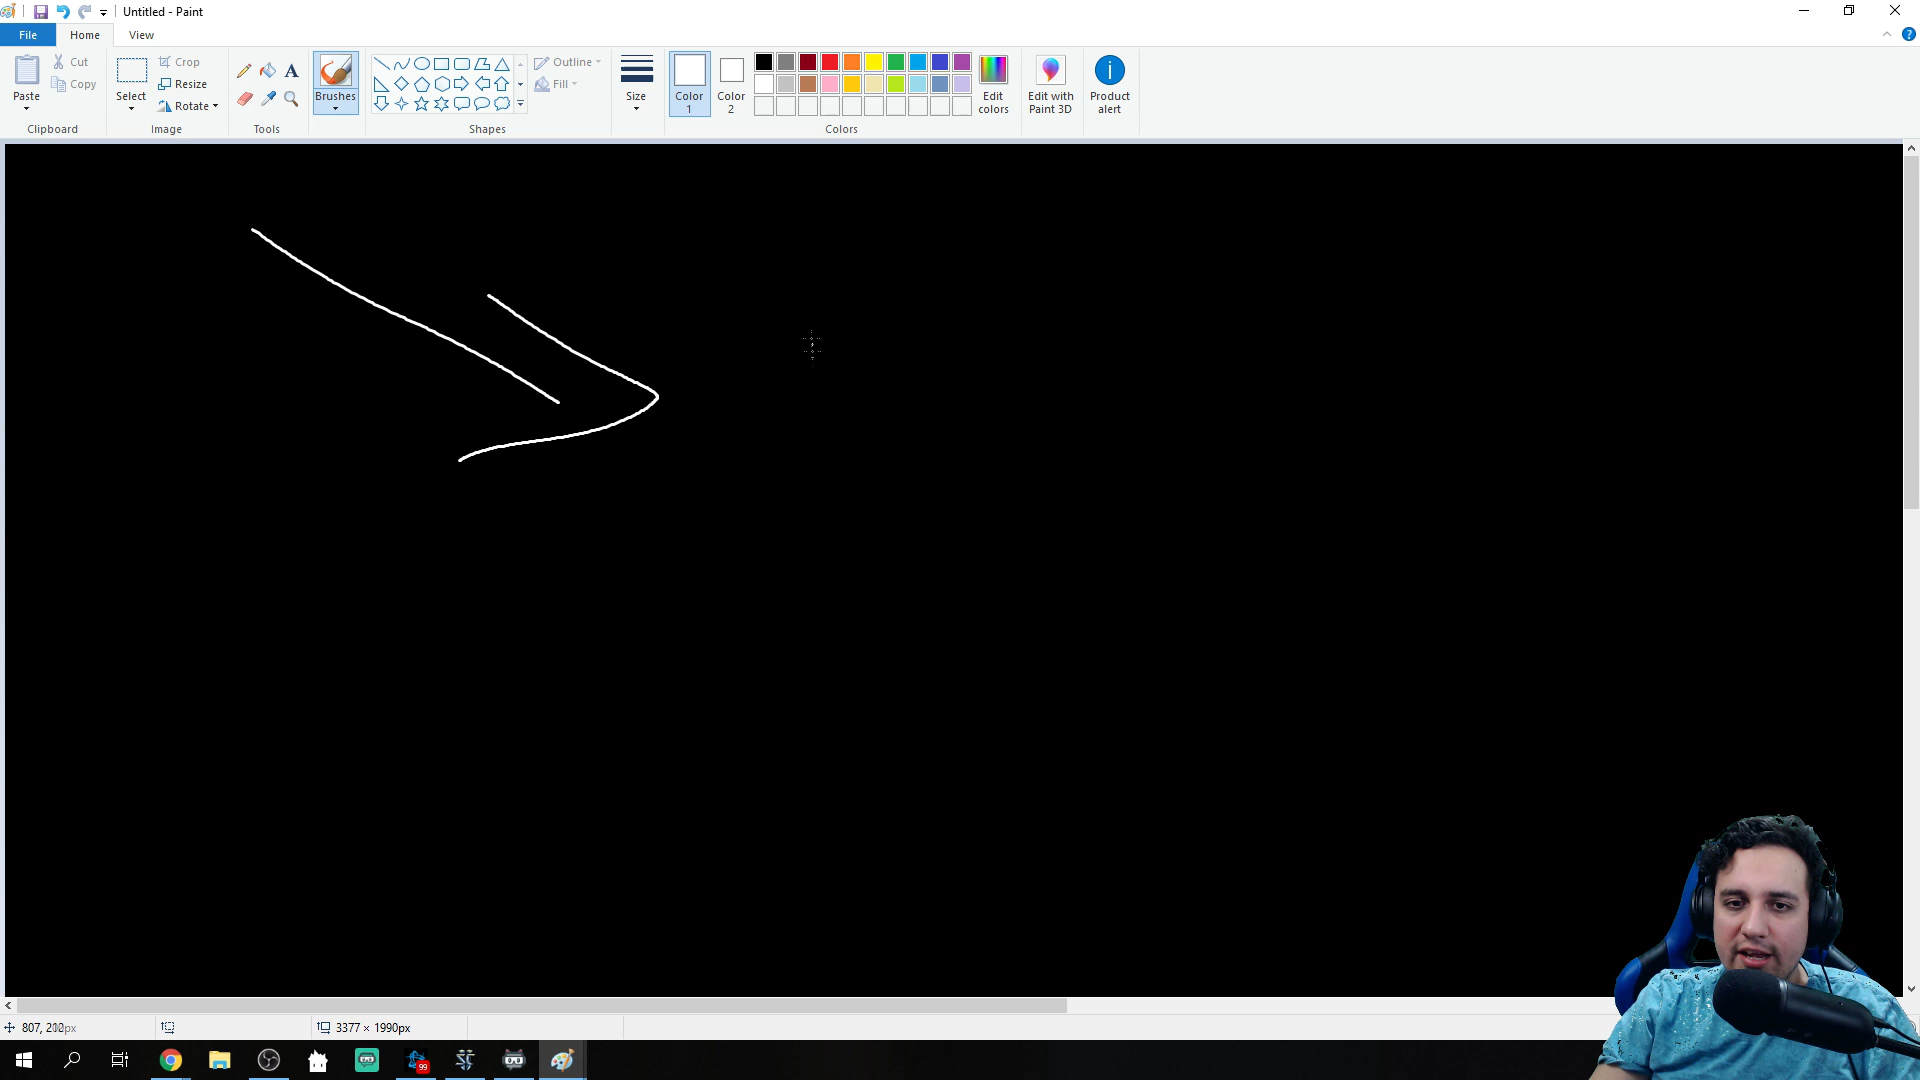 Untitled - Paint
File Home View
Paste
Cut
Copy
Clipboard
Select
Crop
Resize
Rotate
Image
A
Tools
Brushes
Outline
Fill
Shapes
Size
Color 1
Color 2
Edit colors
Colors
Edit with Paint 3D
Product alert
3377 × 1990px
99